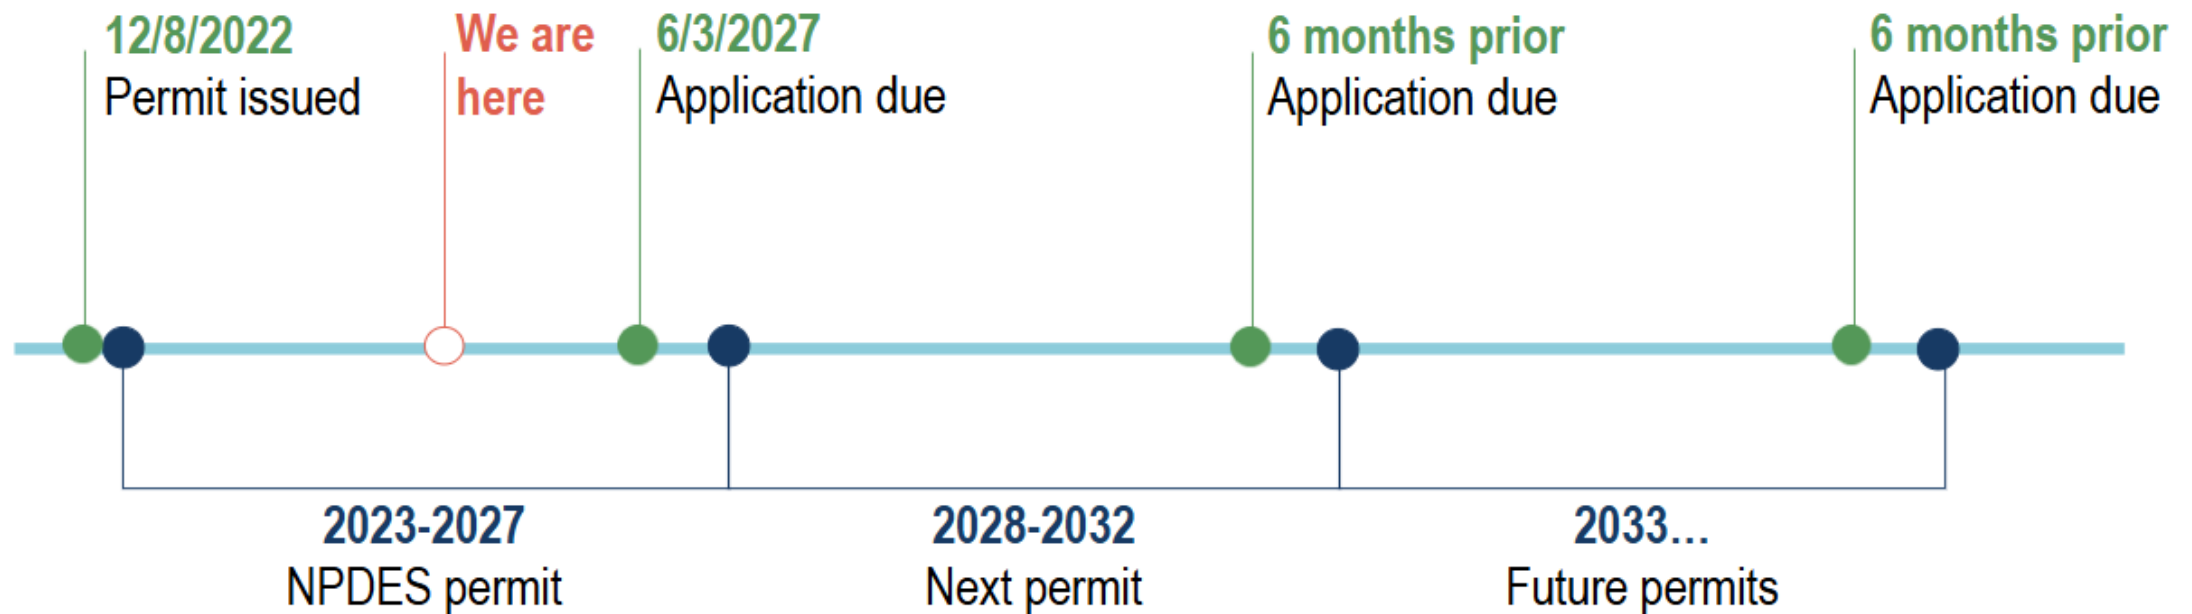 12/8/2022
Permit issued
We are
here
6/3/2027
Application due
6 months prior
Application due
6 months prior
Application due
2023-2027
NPDES permit
2028-2032
Next permit
2033...
Future permits